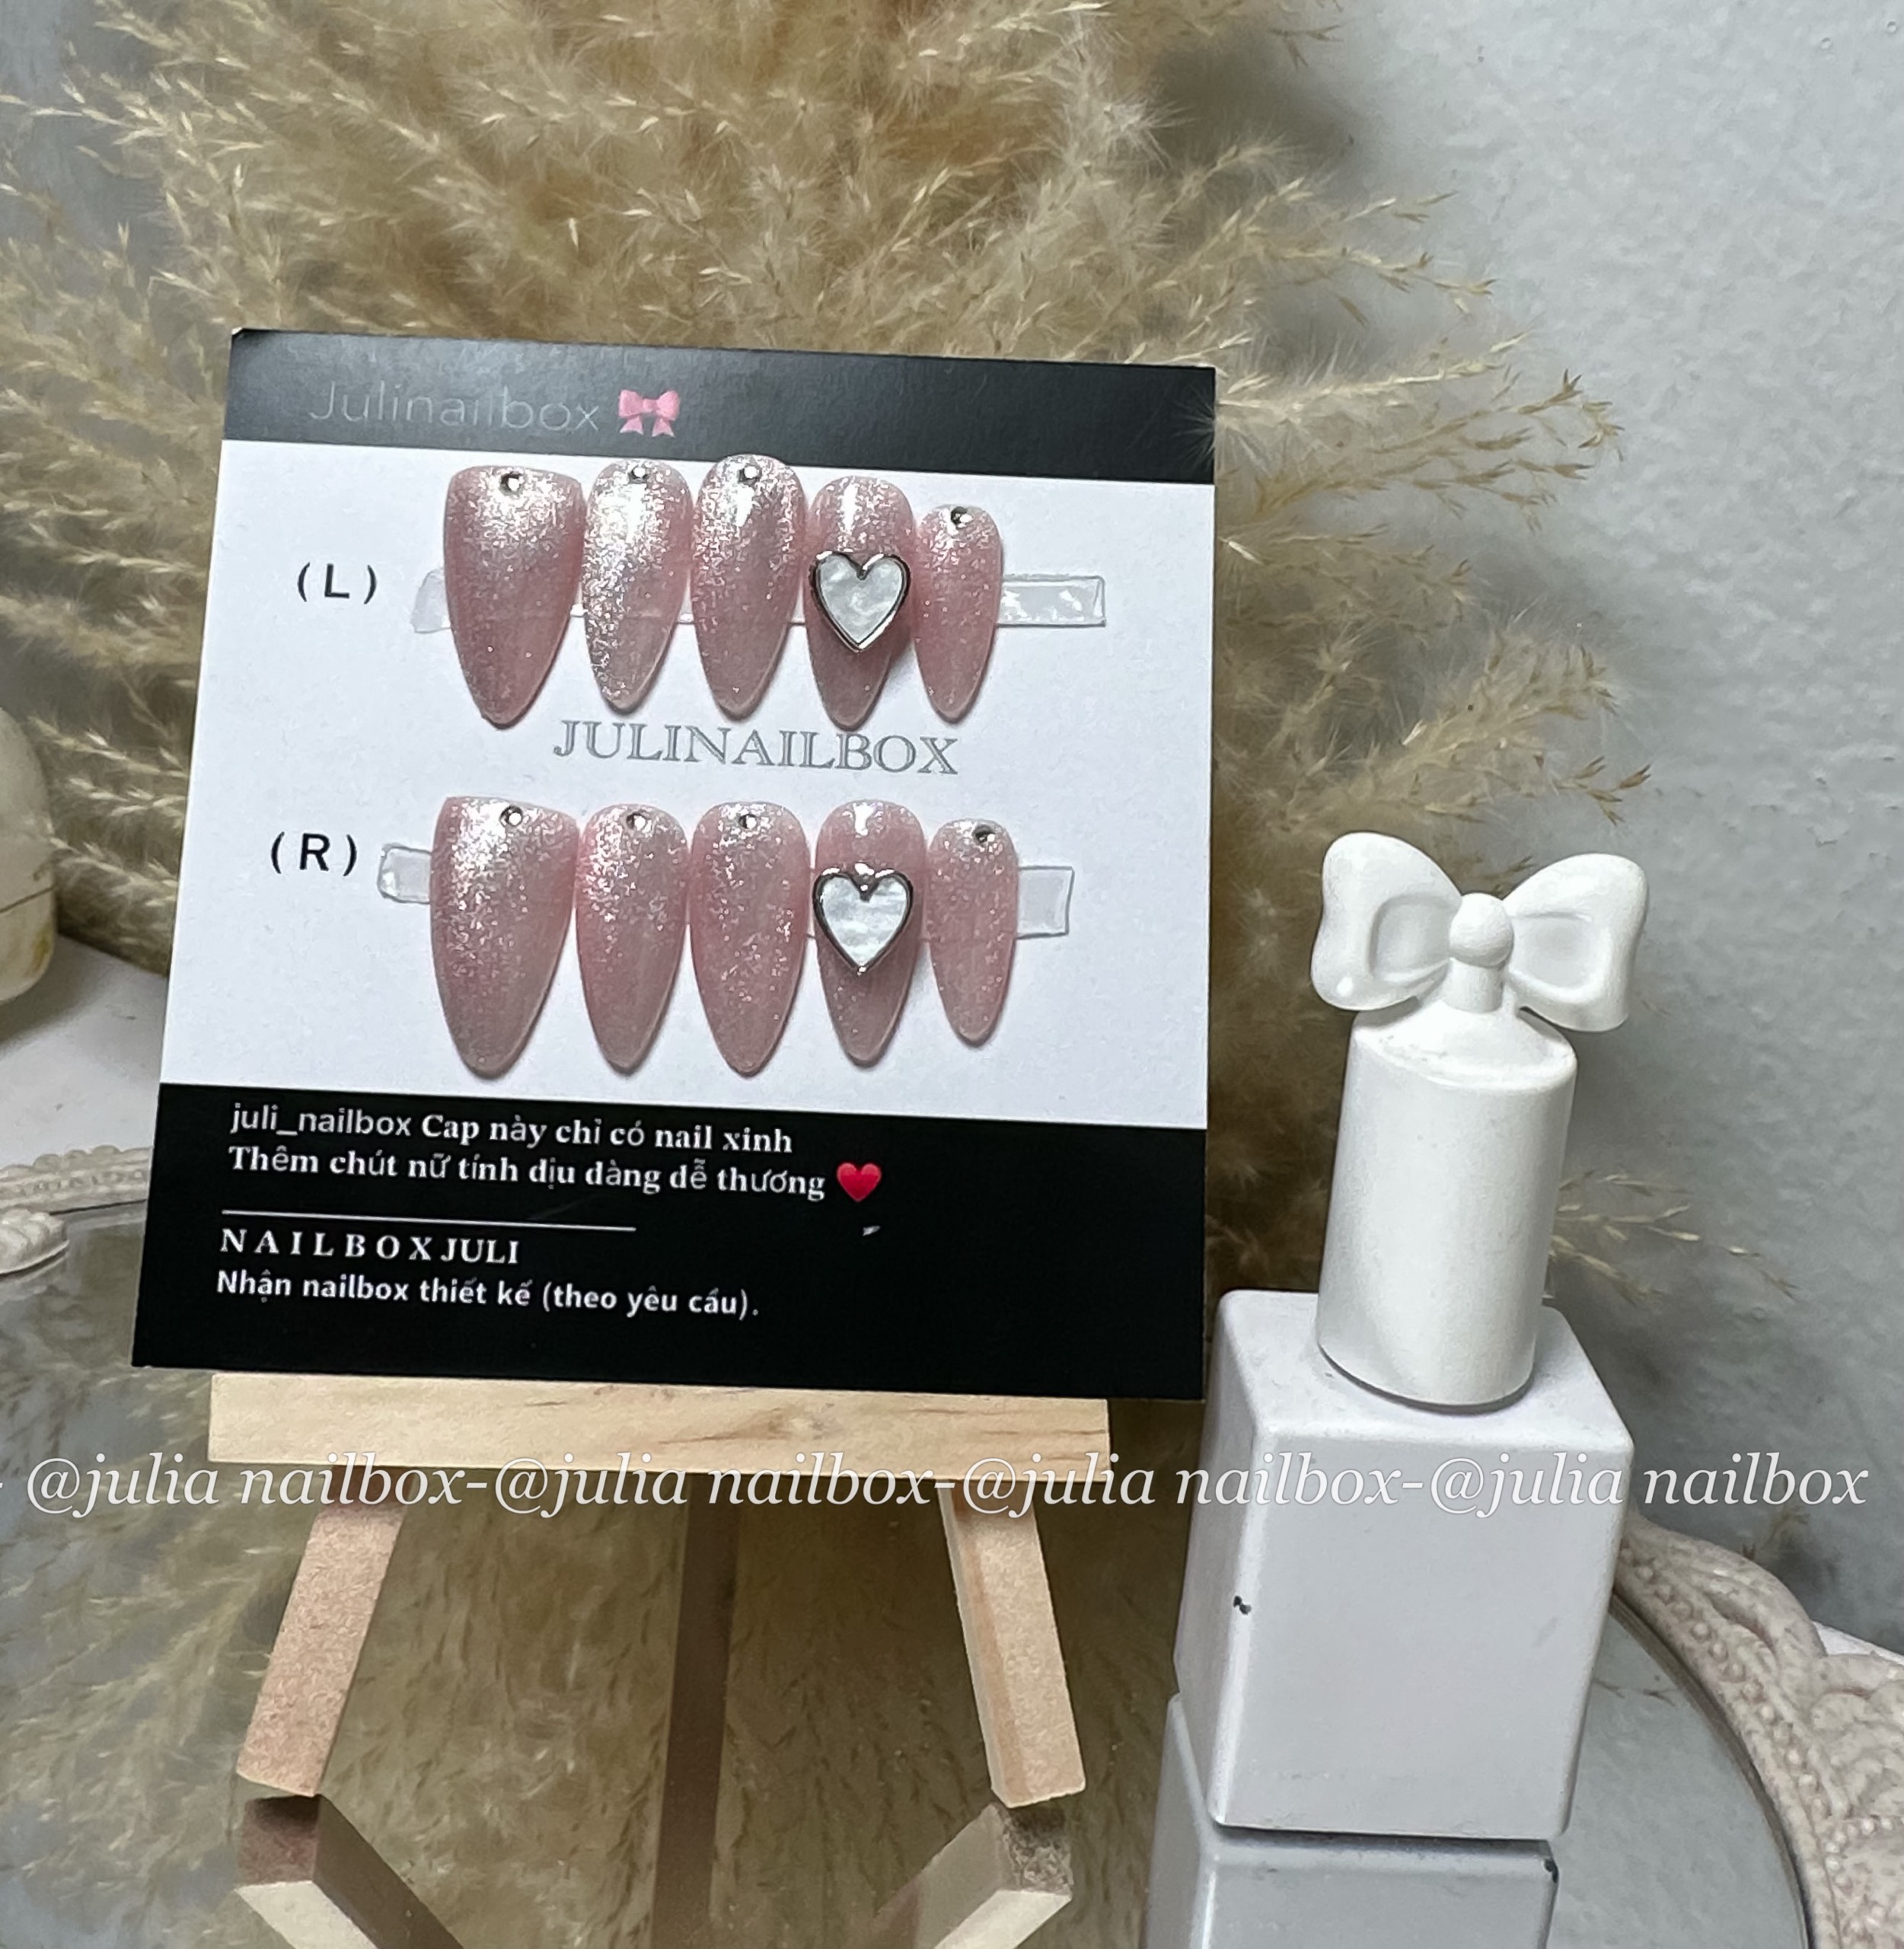 Julinailbox 🎀
(L)
JULINAILBOX
(R)
juli_nailbox Cap này chỉ có nail xinh
Thêm chút nữ tính dịu dàng dễ thương ❤️
N A I L B O X JULI
Nhận nailbox thiết kế (theo yêu cầu).
- @julia nailbox-@julia nailbox-@julia nailbox-@julia nailbox